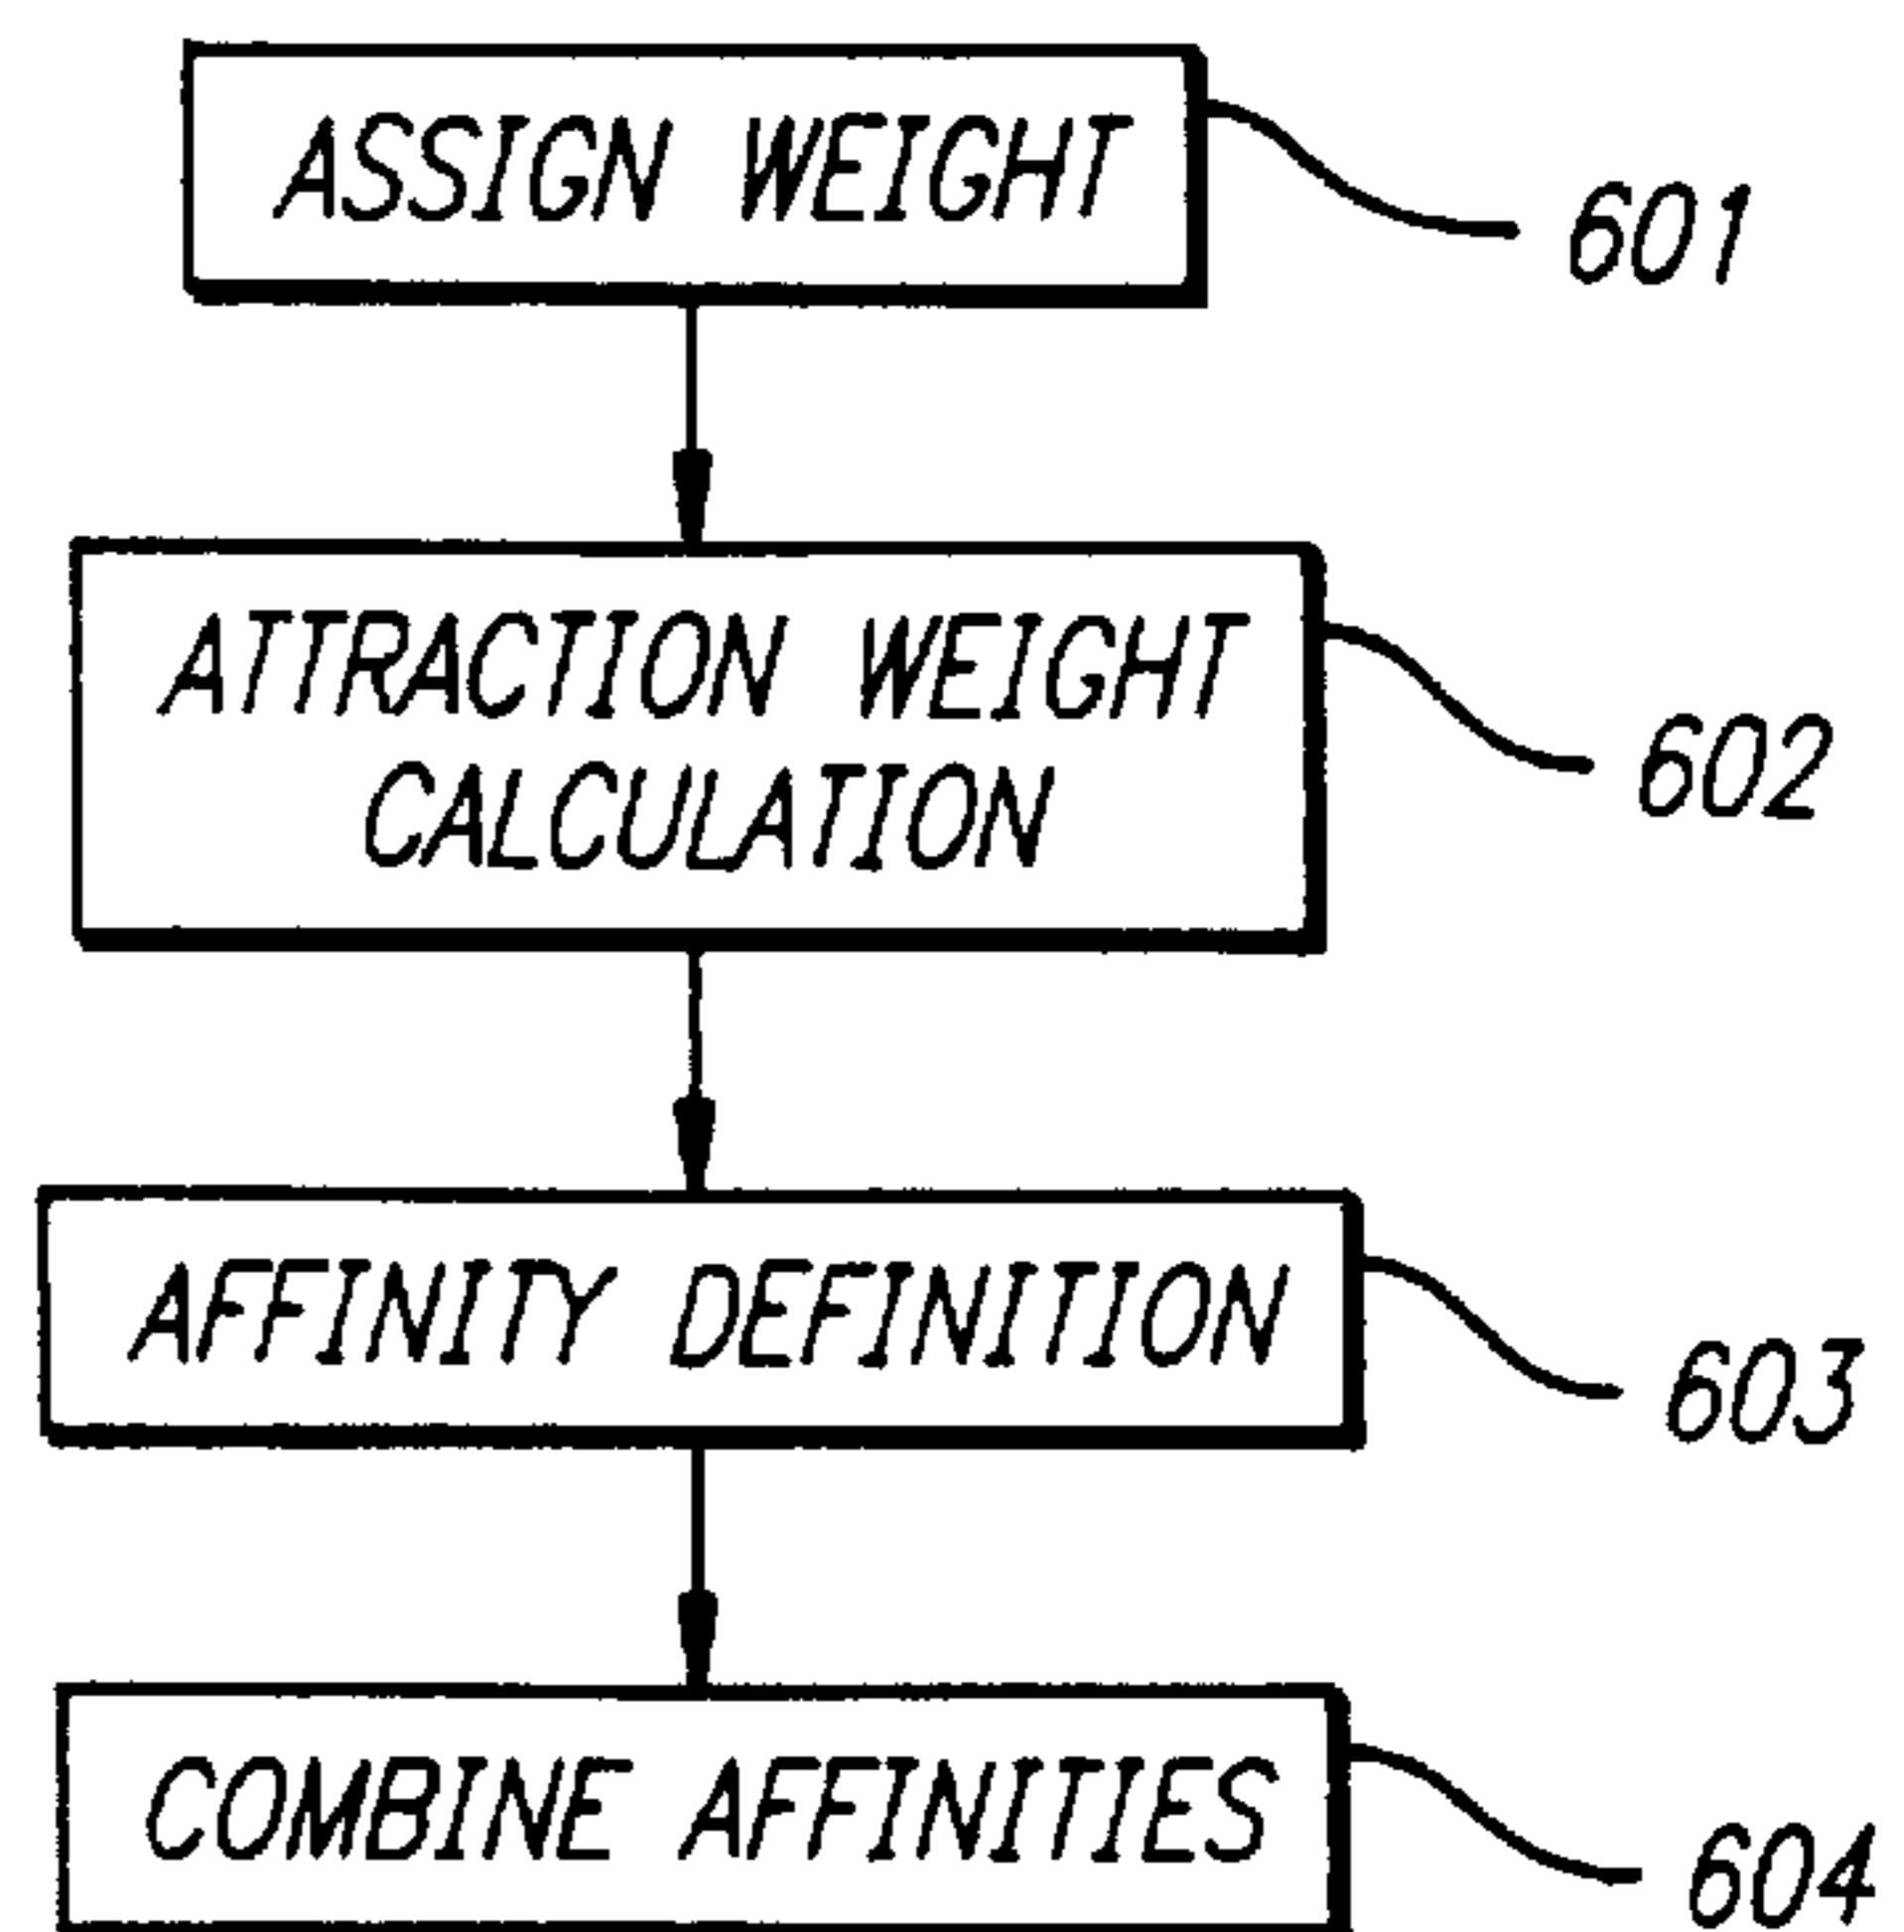 ASSIGN WEIGHT
601
ATTRACTION WEIGHT
CALCULATION
602
AFFINITY DEFINITION
603
COMBINE AFFINITIES
604